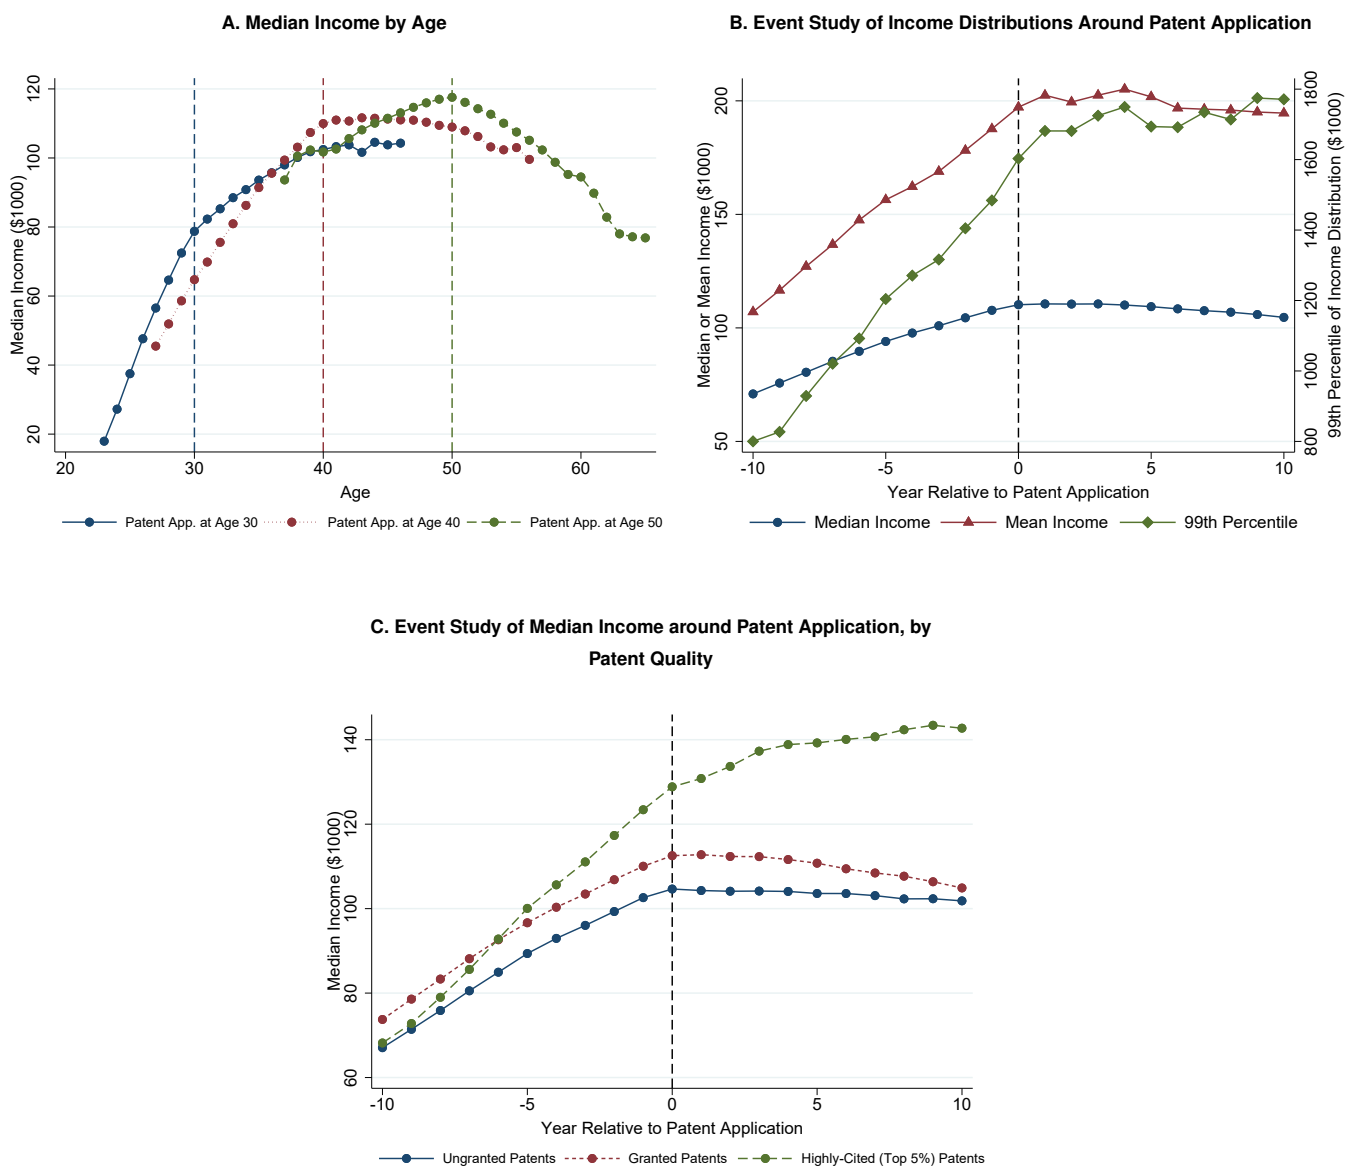 A. Median Income by Age
Median Income ($1000)
120
100
80
60
40
20
20 30 40 50 60
Age
Patent App. at Age 30 Patent App. at Age 40 Patent App. at Age 50
B. Event Study of Income Distributions Around Patent Application
Median or Mean Income ($1000)
200
150
100
50
99th Percentile of Income Distribution ($1000)
1800
1600
1400
1200
1000
800
-10 -5 0 5 10
Year Relative to Patent Application
Median Income Mean Income 99th Percentile
C. Event Study of Median Income around Patent Application, by
Patent Quality
Median Income ($1000)
140
120
100
80
60
-10 -5 0 5 10
Year Relative to Patent Application
Ungranted Patents Granted Patents Highly-Cited (Top 5%) Patents